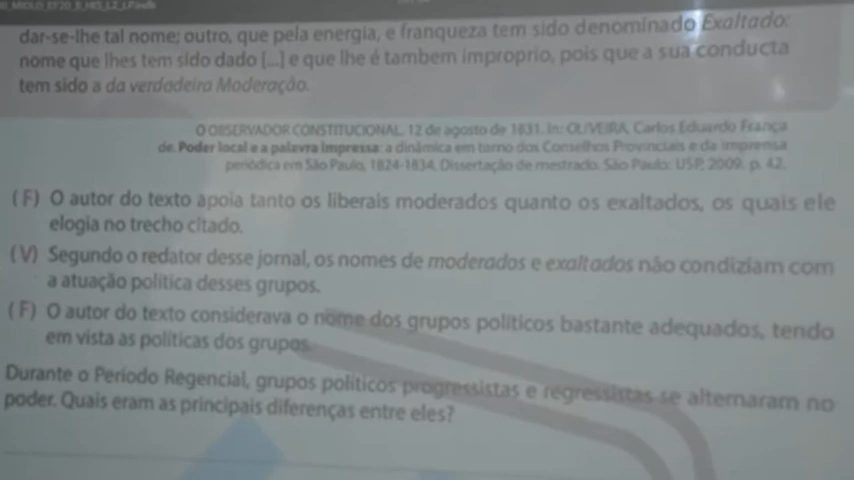 dar-se-lhe tal nome; outro, que pela energia, e franqueza tem sido denominado Exaltado:
nome que lhes tem sido dado [...] e que lhe é tambem improprio, pois que a sua conducta
tem sido a da verdadeira Moderação.
O OBSERVADOR CONSTITUCIONAL, 12 de agosto de 1831. In: OLIVEIRA, Carlos Eduardo França
de. Poder local e a palavra impressa: a dinâmica em torno dos Conselhos Provinciais e da imprensa
periódica em São Paulo, 1824-1834. Dissertação de mestrado. São Paulo: USP, 2009. p. 42.
( F ) O autor do texto apoia tanto os liberais moderados quanto os exaltados, os quais ele
elogia no trecho citado.
( V ) Segundo o redator desse jornal, os nomes de moderados e exaltados não condiziam com
a atuação política desses grupos.
( F ) O autor do texto considerava o nome dos grupos políticos bastante adequados, tendo
em vista as políticas dos grupos.
Durante o Período Regencial, grupos políticos progressistas e regressistas se alternaram no
poder. Quais eram as principais diferenças entre eles?